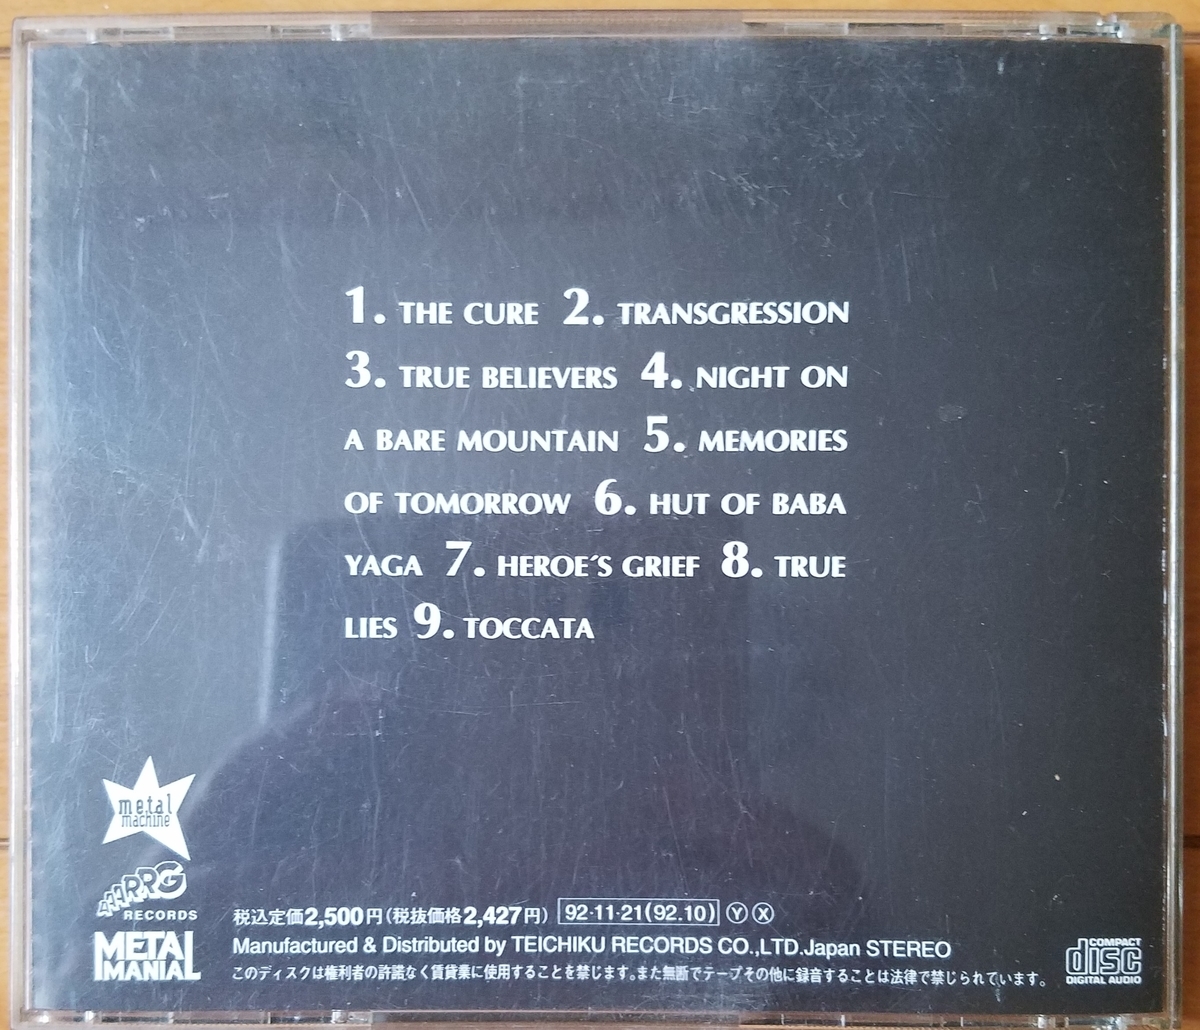 1. THE CURE 2. TRANSGRESSION
3. TRUE BELIEVERS 4. NIGHT ON
A BARE MOUNTAIN 5. MEMORIES
OF TOMORROW 6. HUT OF BABA
YAGA 7. HEROE'S GRIEF 8. TRUE
LIES 9. TOCCATA
metal
machine
AAARRG
RECORDS
METAL
MANIA
税込定価2,500円(税抜価格2,427円) 92·11·21(92.10) Ⓨ Ⓧ
Manufactured & Distributed by TEICHIKU RECORDS CO.,LTD.Japan STEREO
このディスクは権利者の許諾なく賃貸業に使用することを禁じます。また無断でテープその他に録音することは法律で禁じられています。
COMPACT
disc
DIGITAL AUDIO